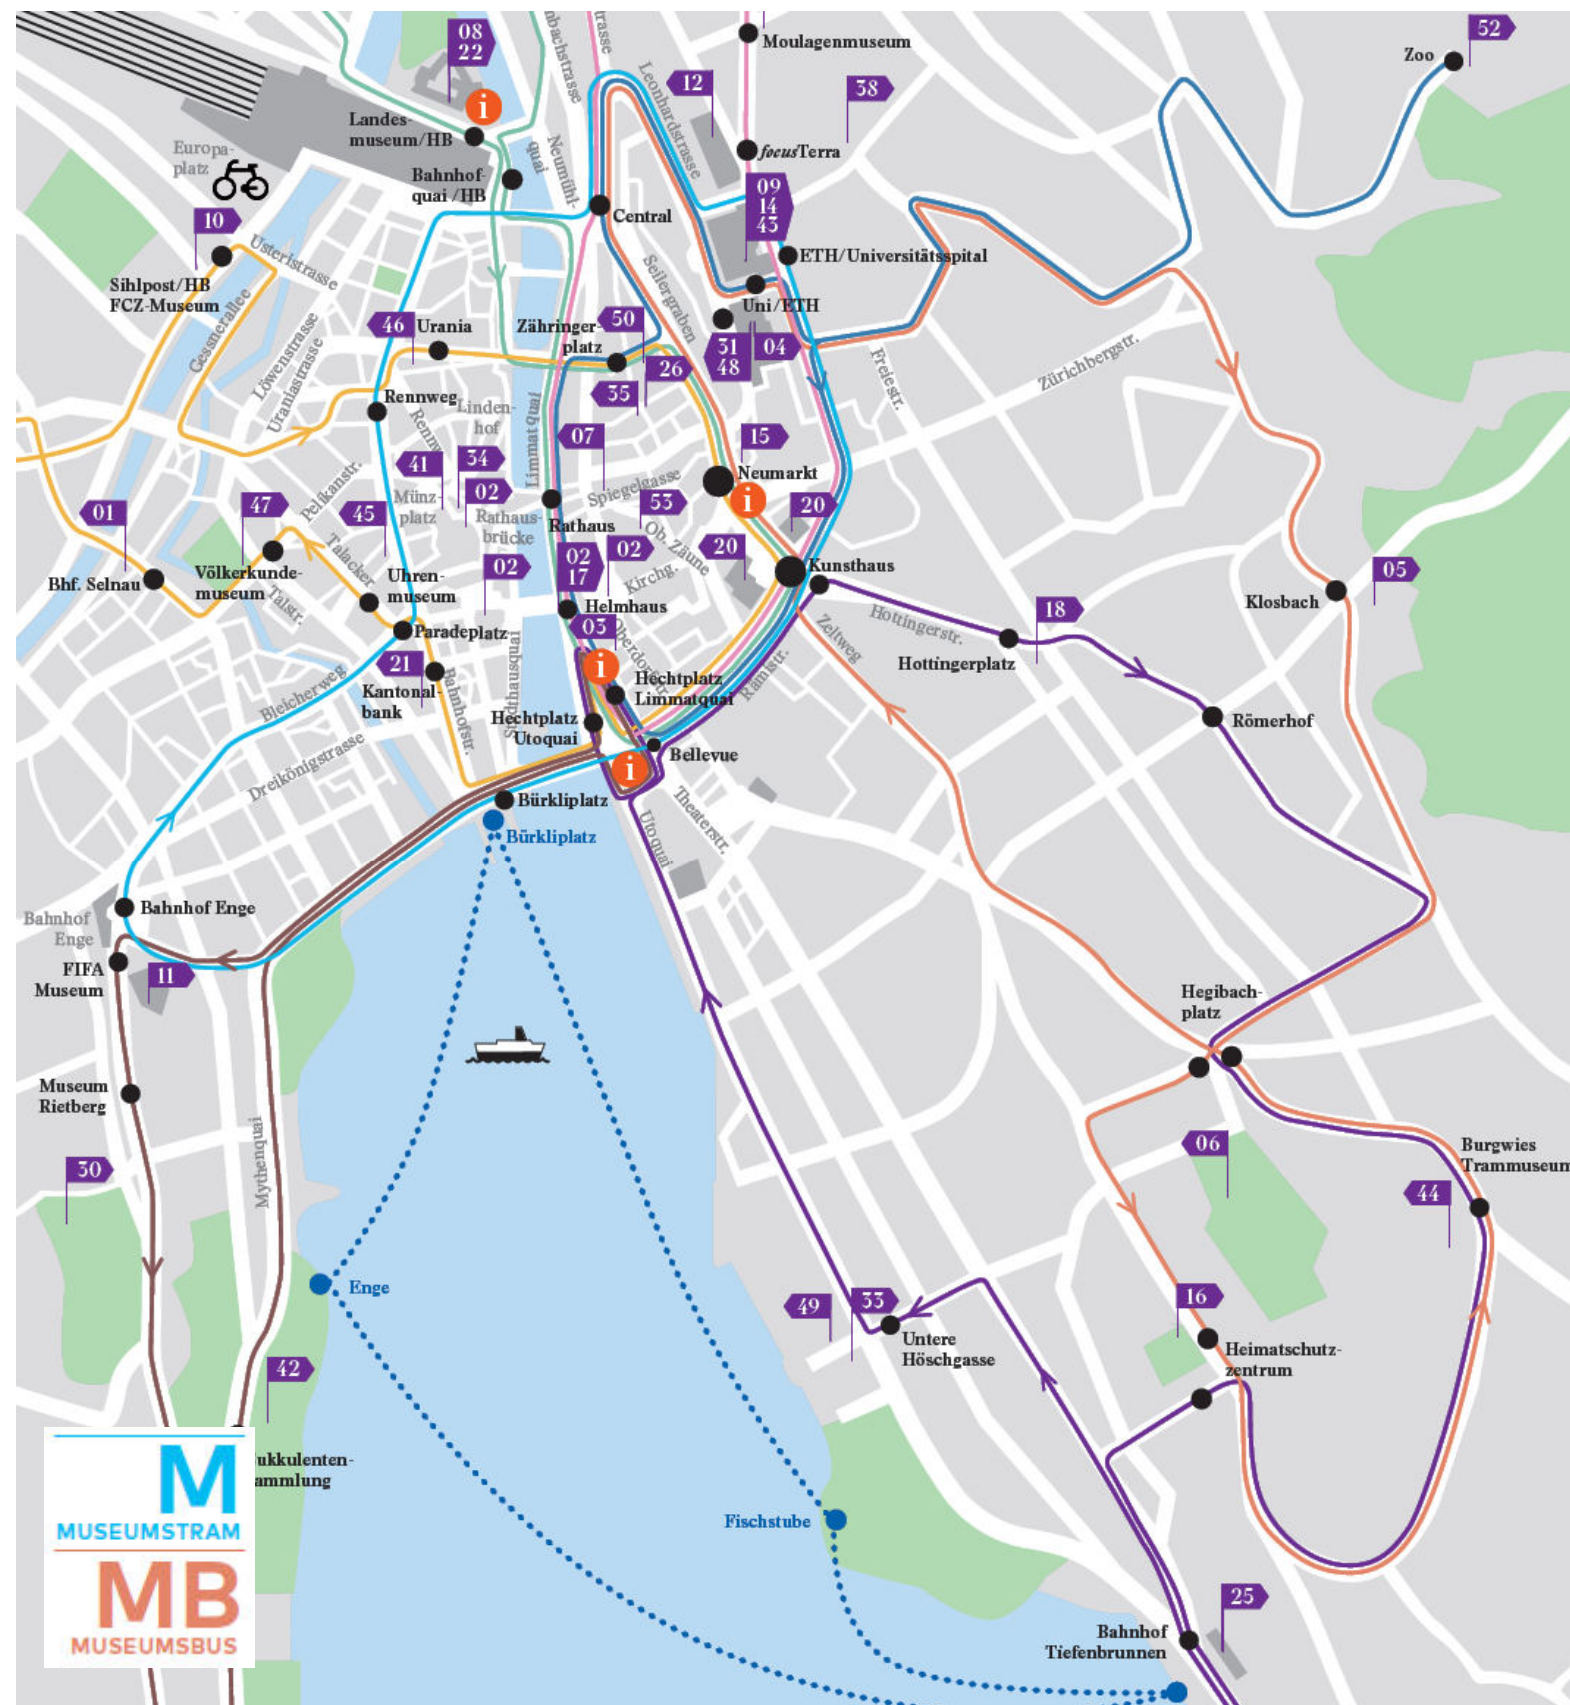 08
22
52
Moulagenmuseum
Zoo
12
38
Leonhardstrasse
Landes-
museum/HB
Neumühl-
quai
focusTerra
Europa-
platz
Bahnhof-
quai /HB
09
14
43
10
Central
Usteristrasse
ETH/Universitätsspital
Sihlpost/HB
FCZ-Museum
Seilergraben
Uni/ETH
Gessnerallee
Löwenstrasse
Uraniastrasse
46
Urania
Zähringer-
platz
50
31
48
04
Freiestr.
Zürichbergstr.
26
35
Rennweg
Linden-
hof
Limmatquai
07
15
41
34
Neumarkt
Spiegelgasse
02
Münz-
platz
Pelikanstr.
01
47
45
Rathaus-
brücke
Rathaus
53
20
Ob. Zäune
Talacker
02
02
17
02
20
Kirchg.
Kunsthaus
Bhf. Selnau
Völkerkunde-
museum
Talstr.
Uhren-
museum
05
Klosbach
Helmhaus
18
Hottingerstr.
Zeltweg
Paradeplatz
03
Hottingerplatz
21
Kantonal-
bank
Bahnhofstr.
Stadthausquai
Hechtplatz
Limmatquai
Rämistr.
Bleicherweg
Hechtplatz
Utoquai
Römerhof
Dreikönigstrasse
Bellevue
Bürkliplatz
Bürkliplatz
Utoquai
Theaterstr.
Bahnhof Enge
Bahnhof
Enge
FIFA
Museum
11
Hegibach-
platz
Museum
Rietberg
Mythenquai
30
06
Burgwies
Trammuseum
44
Enge
49
33
16
Untere
Höschgasse
Heimatschutz-
zentrum
42
M
MUSEUMSTRAM
MB
MUSEUMSBUS
ukkulenten-
ammlung
Fischstube
25
Bahnhof
Tiefenbrunnen